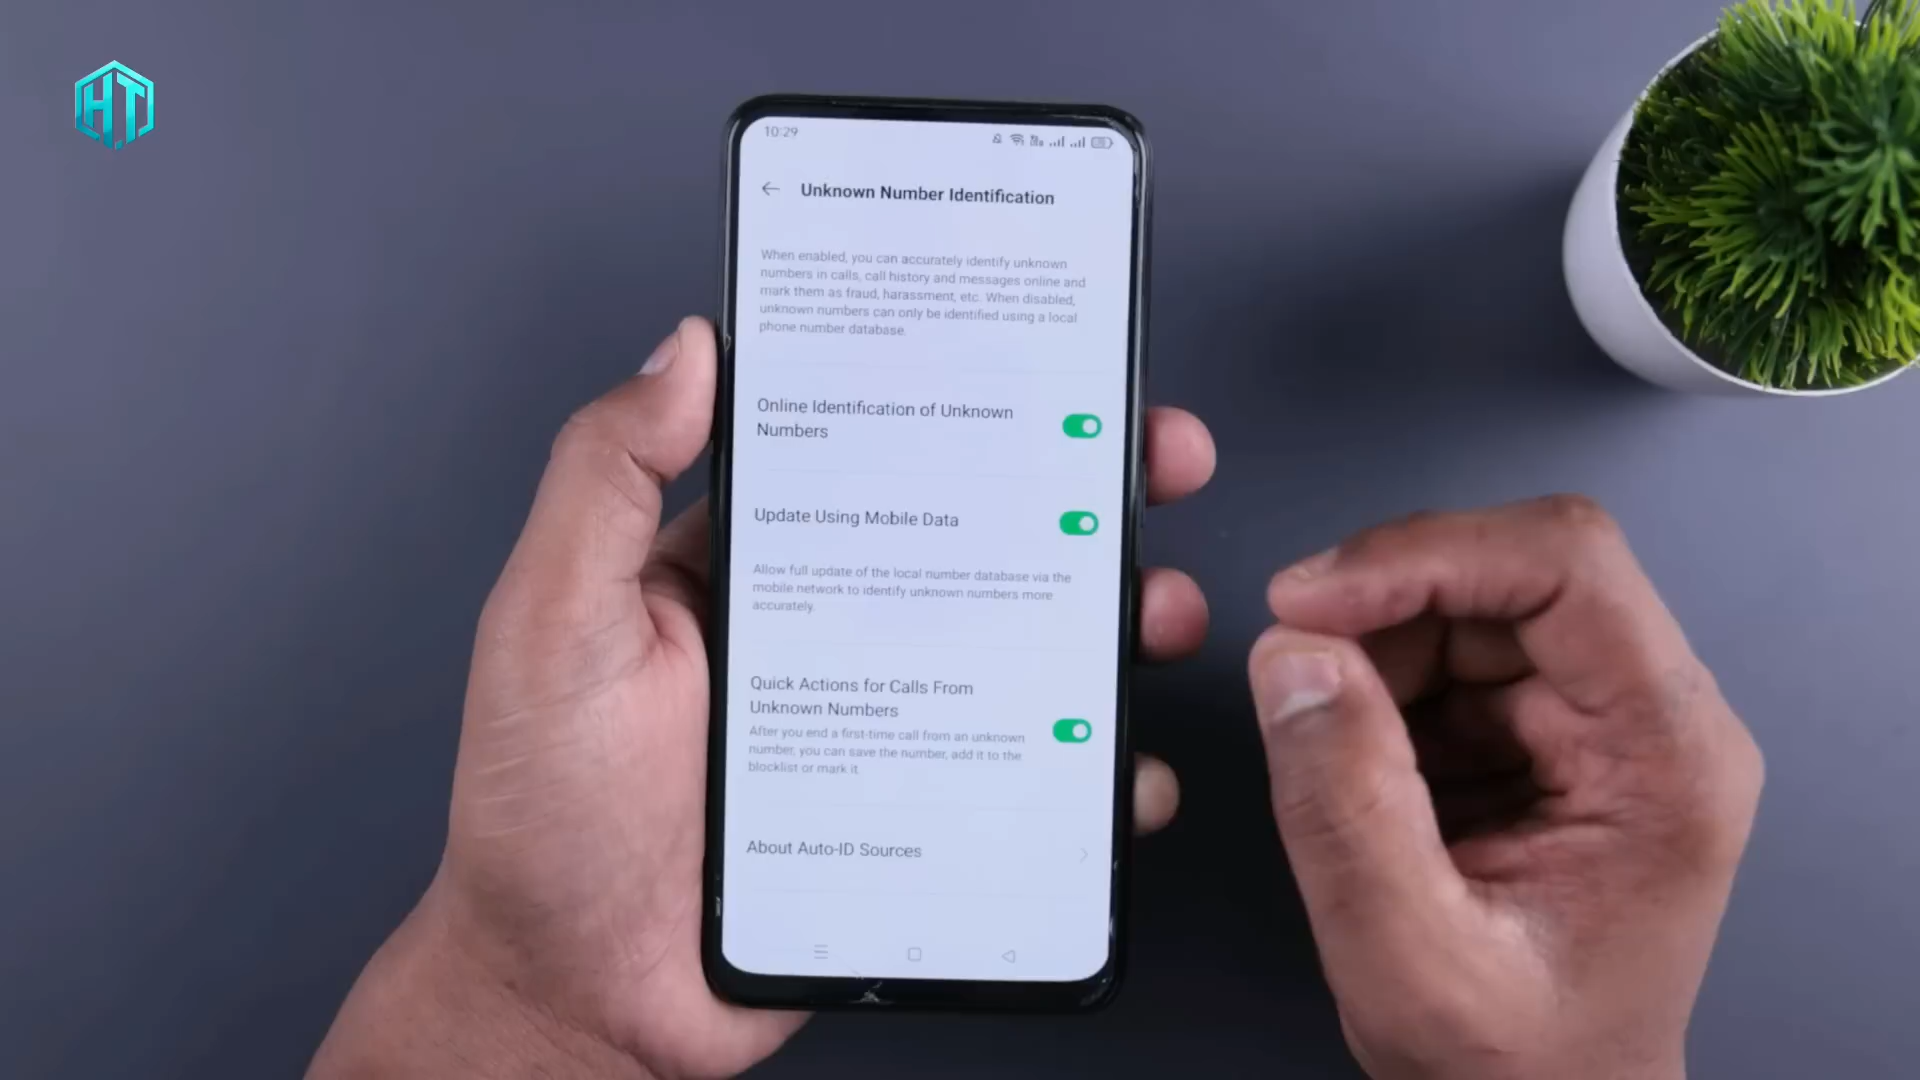 HT
10:29
Unknown Number Identification
When enabled, you can accurately identify unknown
numbers in calls, call history and messages online and
mark them as fraud, harassment, etc. When disabled,
unknown numbers can only be identified using a local
phone number database.
Online Identification of Unknown
Numbers
Update Using Mobile Data
Allow full update of the local number database via the
mobile network to identify unknown numbers more
accurately.
Quick Actions for Calls From
Unknown Numbers
After you end a first-time call from an unknown
number, you can save the number, add it to the
blocklist or mark it
About Auto-ID Sources